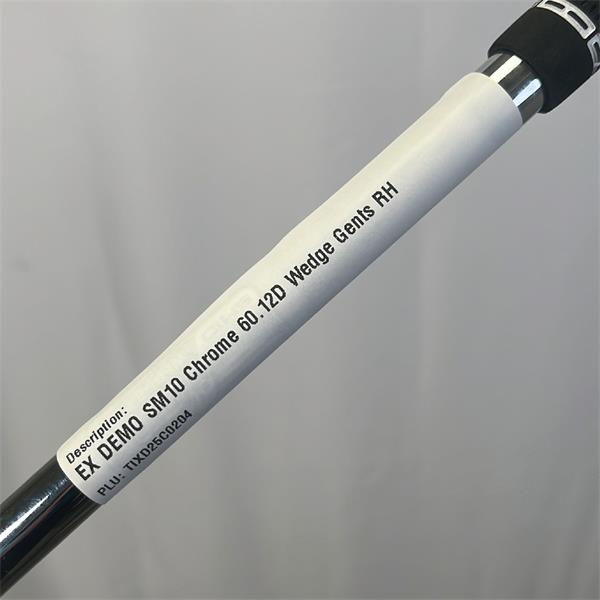 Description:
EX DEMO SM10 Chrome 60.12D Wedge Gents RH
PLU: TIXD25C0204